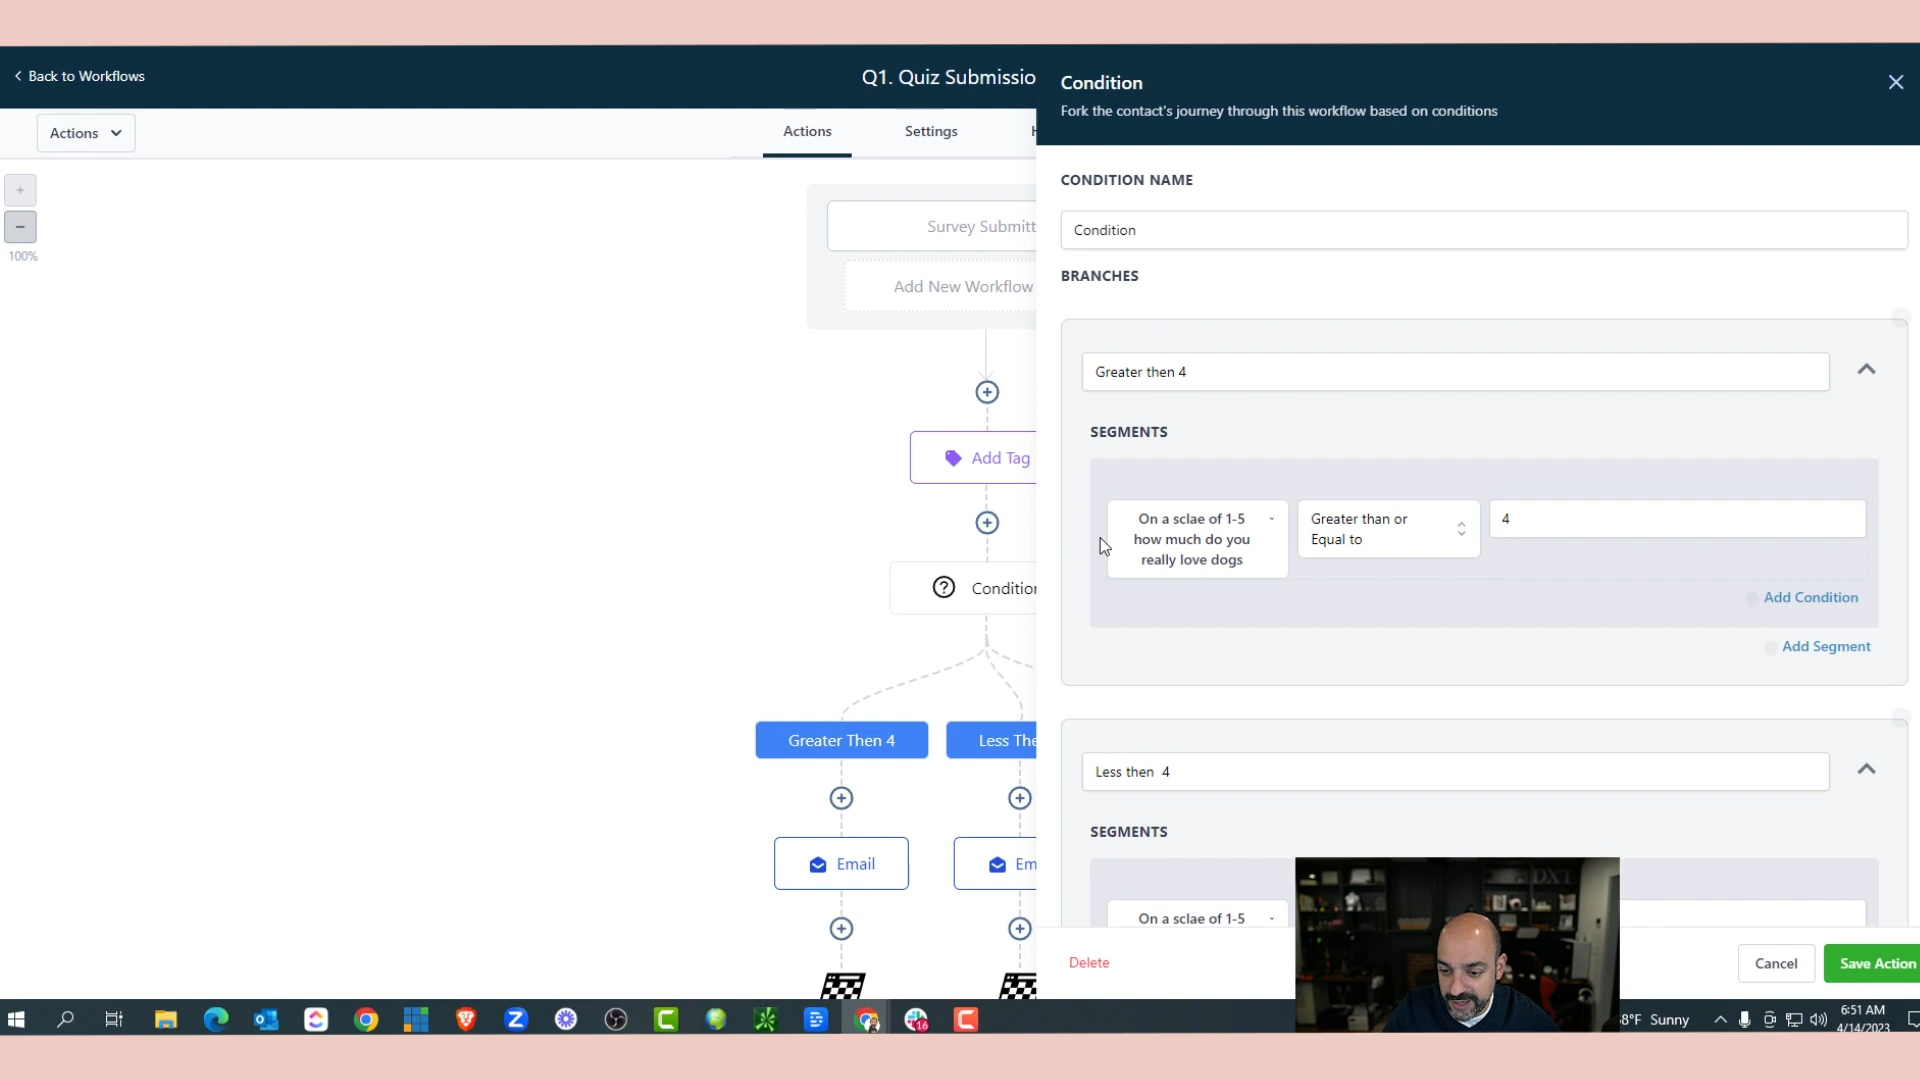 Back to Workflows
Q1. Quiz Submissio
Condition
Fork the contact's journey through this workflow based on conditions
Actions
Actions
Settings
100%
Survey Submitt
Add New Workflow
Add Tag
Condition
Greater Then 4
Less The
Email
Em
CONDITION NAME
Condition
BRANCHES
Greater then 4
SEGMENTS
On a sclae of 1-5
how much do you
really love dogs
Greater than or
Equal to
4
Add Condition
Add Segment
Less then  4
SEGMENTS
On a sclae of 1-5
Delete
Cancel
Save Action
DXT
16
8°F Sunny
6:51 AM
4/14/2023